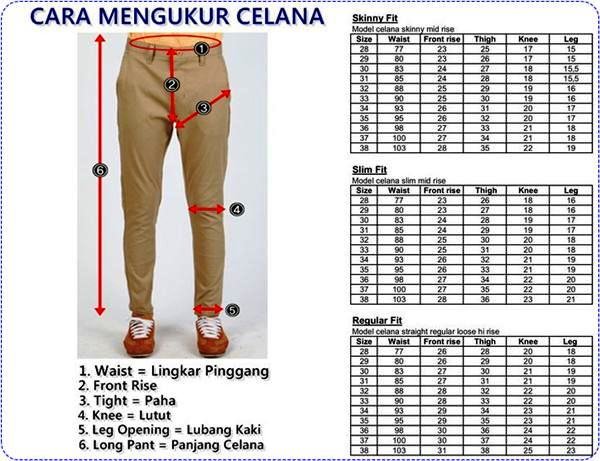 CARA MENGUKUR CELANA
1
2
3
6
4
5
1. Waist = Lingkar Pinggang
2. Front Rise
3. Tight = Paha
4. Knee = Lutut
5. Leg Opening = Lubang Kaki
6. Long Pant = Panjang Celana
Skinny Fit
Model celana skinny mid rise
Size Waist Front rise Thigh Knee Leg
28 77 23 25 17 15
29 80 23 26 17 15
30 83 24 27 18 15,5
31 85 24 28 18 15,5
32 88 25 29 19 16
33 90 25 30 19 16
34 93 26 31 20 17
35 95 26 32 20 17
36 98 27 33 21 18
37 100 27 34 21 18
38 103 28 35 22 19
Slim Fit
Model celana slim mid rise
Size Waist Front rise Thigh Knee Leg
28 77 23 26 18 16
29 80 23 27 18 16
30 83 24 28 19 17
31 85 24 29 19 17
32 88 25 30 20 18
33 90 25 31 20 18
34 93 26 32 21 19
35 95 26 33 21 19
36 98 27 34 22 20
37 100 27 35 22 20
38 103 28 36 23 21
Regular Fit
Model celana straight regular loose hi rise
Size Waist Front rise Thigh Knee Leg
28 77 26 28 20 18
29 80 26 29 20 18
30 83 27 30 21 19
31 85 27 31 21 19
32 88 28 32 22 20
33 90 28 33 22 20
34 93 29 34 23 21
35 95 29 35 23 21
36 98 30 36 24 22
37 100 30 37 24 22
38 103 31 38 25 23